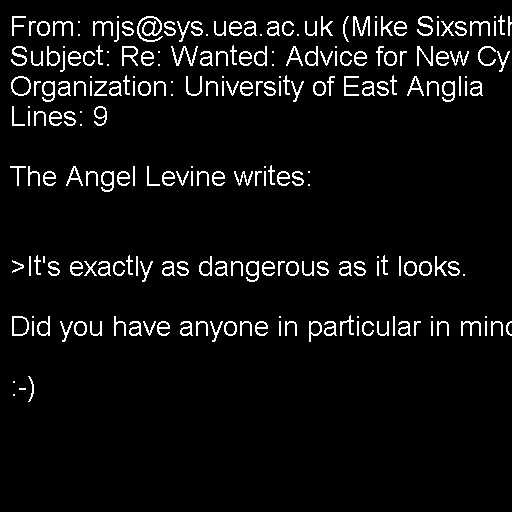 From: mjs@sys.uea.ac.uk (Mike Sixsmith
Subject: Re: Wanted: Advice for New Cy
Organization: University of East Anglia
Lines: 9
The Angel Levine writes:
>It's exactly as dangerous as it looks.
Did you have anyone in particular in mind
:-)